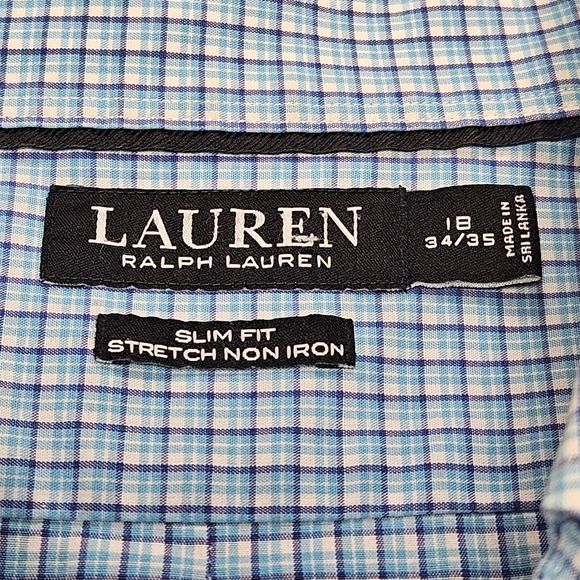 LAUREN
RALPH LAUREN
18
34/35
MADE IN
SRI LANKA
SLIM FIT
STRETCH NON IRON